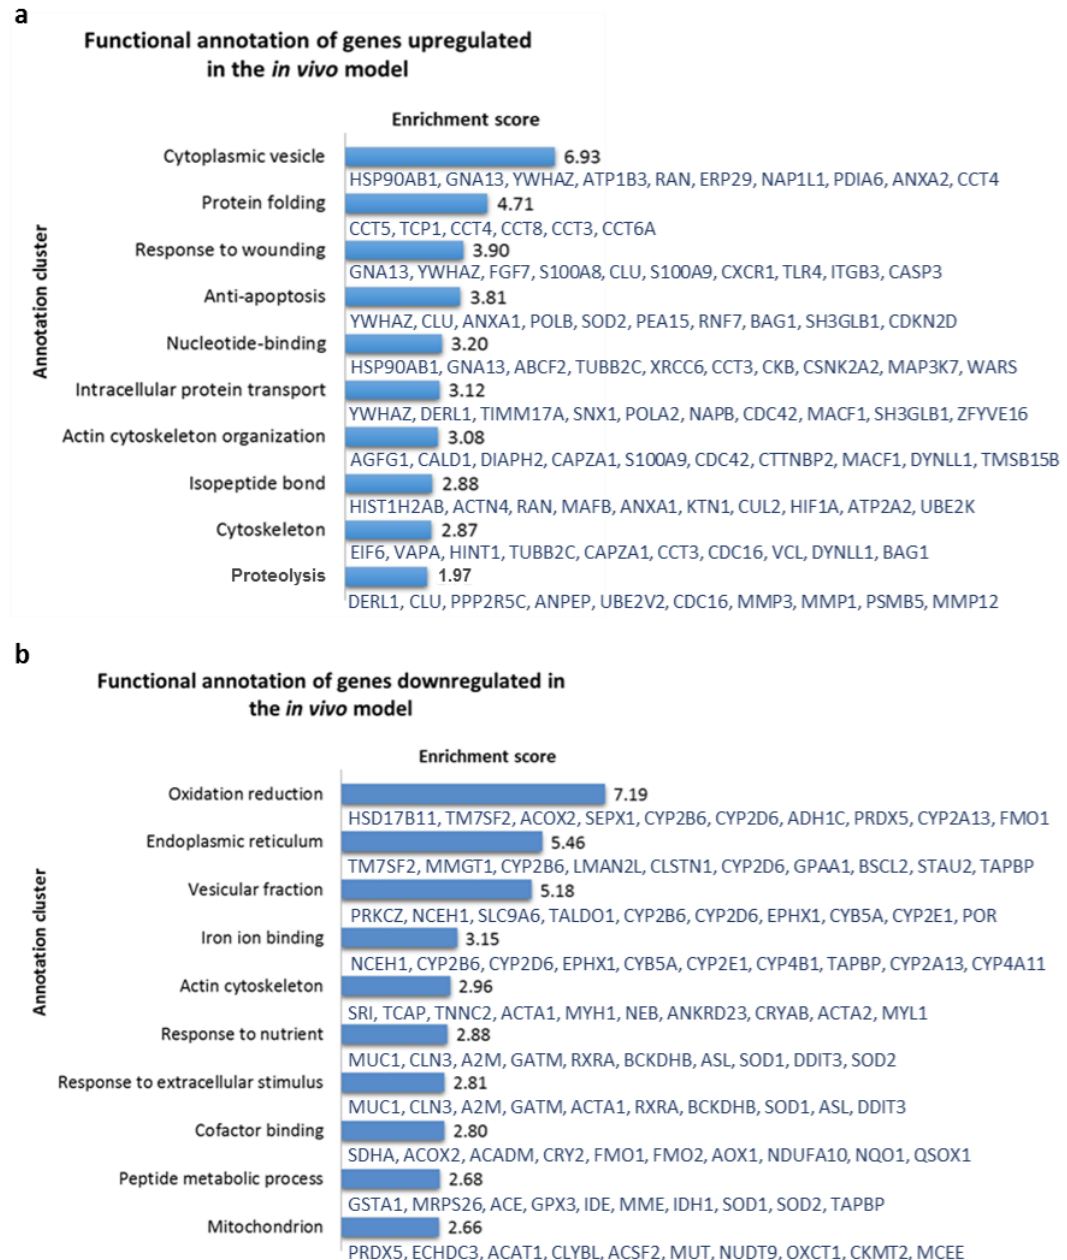 a
Functional annotation of genes upregulated
in the in vivo model
Enrichment score
Annotation cluster
Cytoplasmic vesicle 6.93
HSP90AB1, GNA13, YWHAZ, ATP1B3, RAN, ERP29, NAP1L1, PDIA6, ANXA2, CCT4
Protein folding 4.71
CCT5, TCP1, CCT4, CCT8, CCT3, CCT6A
Response to wounding 3.90
GNA13, YWHAZ, FGF7, S100A8, CLU, S100A9, CXCR1, TLR4, ITGB3, CASP3
Anti-apoptosis 3.81
YWHAZ, CLU, ANXA1, POLB, SOD2, PEA15, RNF7, BAG1, SH3GLB1, CDKN2D
Nucleotide-binding 3.20
HSP90AB1, GNA13, ABCF2, TUBB2C, XRCC6, CCT3, CKB, CSNK2A2, MAP3K7, WARS
Intracellular protein transport 3.12
YWHAZ, DERL1, TIMM17A, SNX1, POLA2, NAPB, CDC42, MACF1, SH3GLB1, ZFYVE16
Actin cytoskeleton organization 3.08
AGFG1, CALD1, DIAPH2, CAPZA1, S100A9, CDC42, CTTNBP2, MACF1, DYNLL1, TMSB15B
Isopeptide bond 2.88
HIST1H2AB, ACTN4, RAN, MAFB, ANXA1, KTN1, CUL2, HIF1A, ATP2A2, UBE2K
Cytoskeleton 2.87
EIF6, VAPA, HINT1, TUBB2C, CAPZA1, CCT3, CDC16, VCL, DYNLL1, BAG1
Proteolysis 1.97
DERL1, CLU, PPP2R5C, ANPEP, UBE2V2, CDC16, MMP3, MMP1, PSMB5, MMP12
b
Functional annotation of genes downregulated in
the in vivo model
Enrichment score
Annotation cluster
Oxidation reduction 7.19
HSD17B11, TM7SF2, ACOX2, SEPX1, CYP2B6, CYP2D6, ADH1C, PRDX5, CYP2A13, FMO1
Endoplasmic reticulum 5.46
TM7SF2, MMGT1, CYP2B6, LMAN2L, CLSTN1, CYP2D6, GPAA1, BSCL2, STAU2, TAPBP
Vesicular fraction 5.18
PRKCZ, NCEH1, SLC9A6, TALDO1, CYP2B6, CYP2D6, EPHX1, CYB5A, CYP2E1, POR
Iron ion binding 3.15
NCEH1, CYP2B6, CYP2D6, EPHX1, CYB5A, CYP2E1, CYP4B1, TAPBP, CYP2A13, CYP4A11
Actin cytoskeleton 2.96
SRI, TCAP, TNNC2, ACTA1, MYH1, NEB, ANKRD23, CRYAB, ACTA2, MYL1
Response to nutrient 2.88
MUC1, CLN3, A2M, GATM, RXRA, BCKDHB, ASL, SOD1, DDIT3, SOD2
Response to extracellular stimulus 2.81
MUC1, CLN3, A2M, GATM, ACTA1, RXRA, BCKDHB, SOD1, ASL, DDIT3
Cofactor binding 2.80
SDHA, ACOX2, ACADM, CRY2, FMO1, FMO2, AOX1, NDUFA10, NQO1, QSOX1
Peptide metabolic process 2.68
GSTA1, MRPS26, ACE, GPX3, IDE, MME, IDH1, SOD1, SOD2, TAPBP
Mitochondrion 2.66
PRDX5, ECHDC3, ACAT1, CLYBL, ACSF2, MUT, NUDT9, OXCT1, CKMT2, MCEE